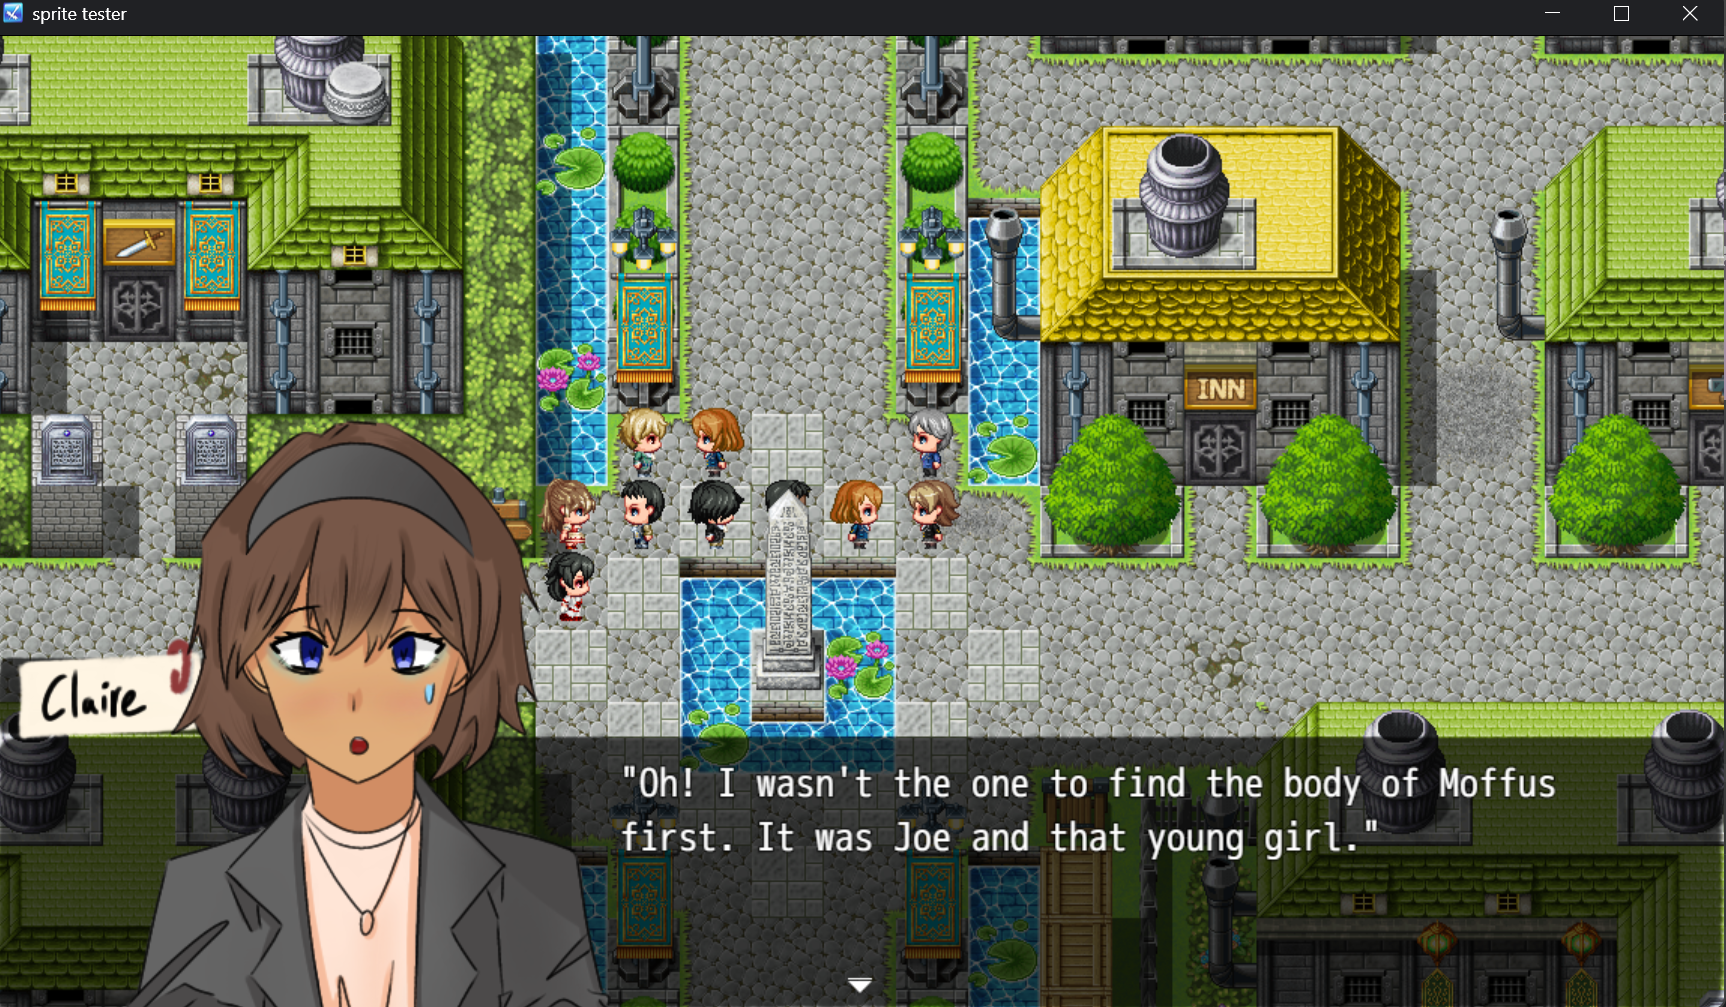 sprite tester
INN
Claire
"Oh! I wasn't the one to find the body of Moffus
first. It was Joe and that young girl."